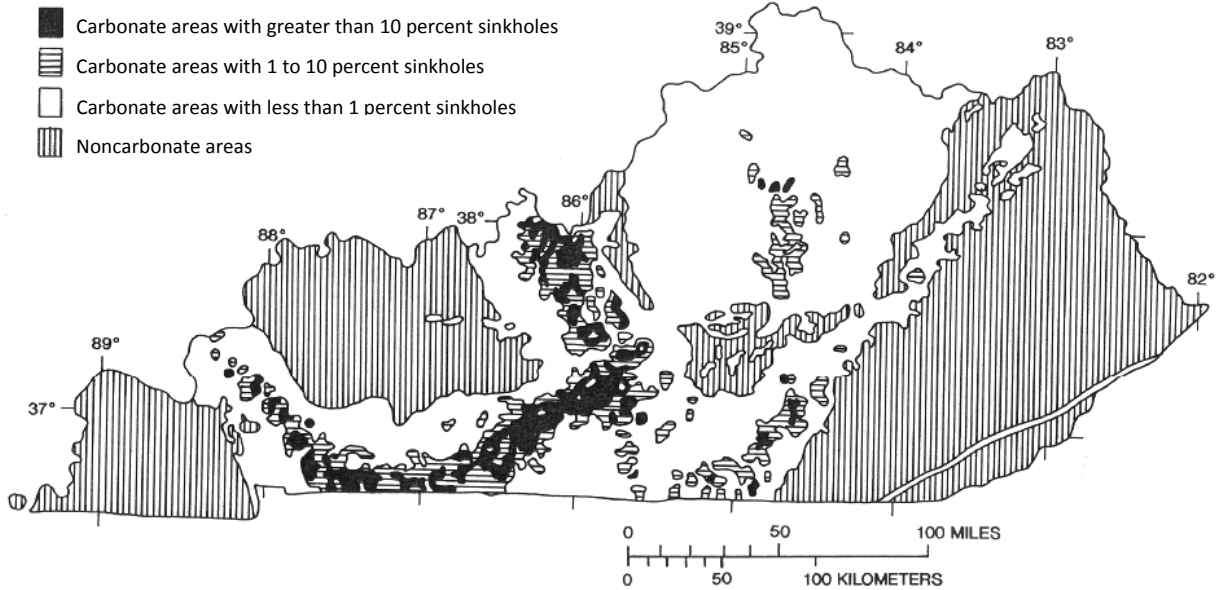 Carbonate areas with greater than 10 percent sinkholes
Carbonate areas with 1 to 10 percent sinkholes
Carbonate areas with less than 1 percent sinkholes
Noncarbonate areas
39°
85°
84°
83°
86°
87°
38°
88°
82°
89°
37°
0 50 100 MILES
0 50 100 KILOMETERS